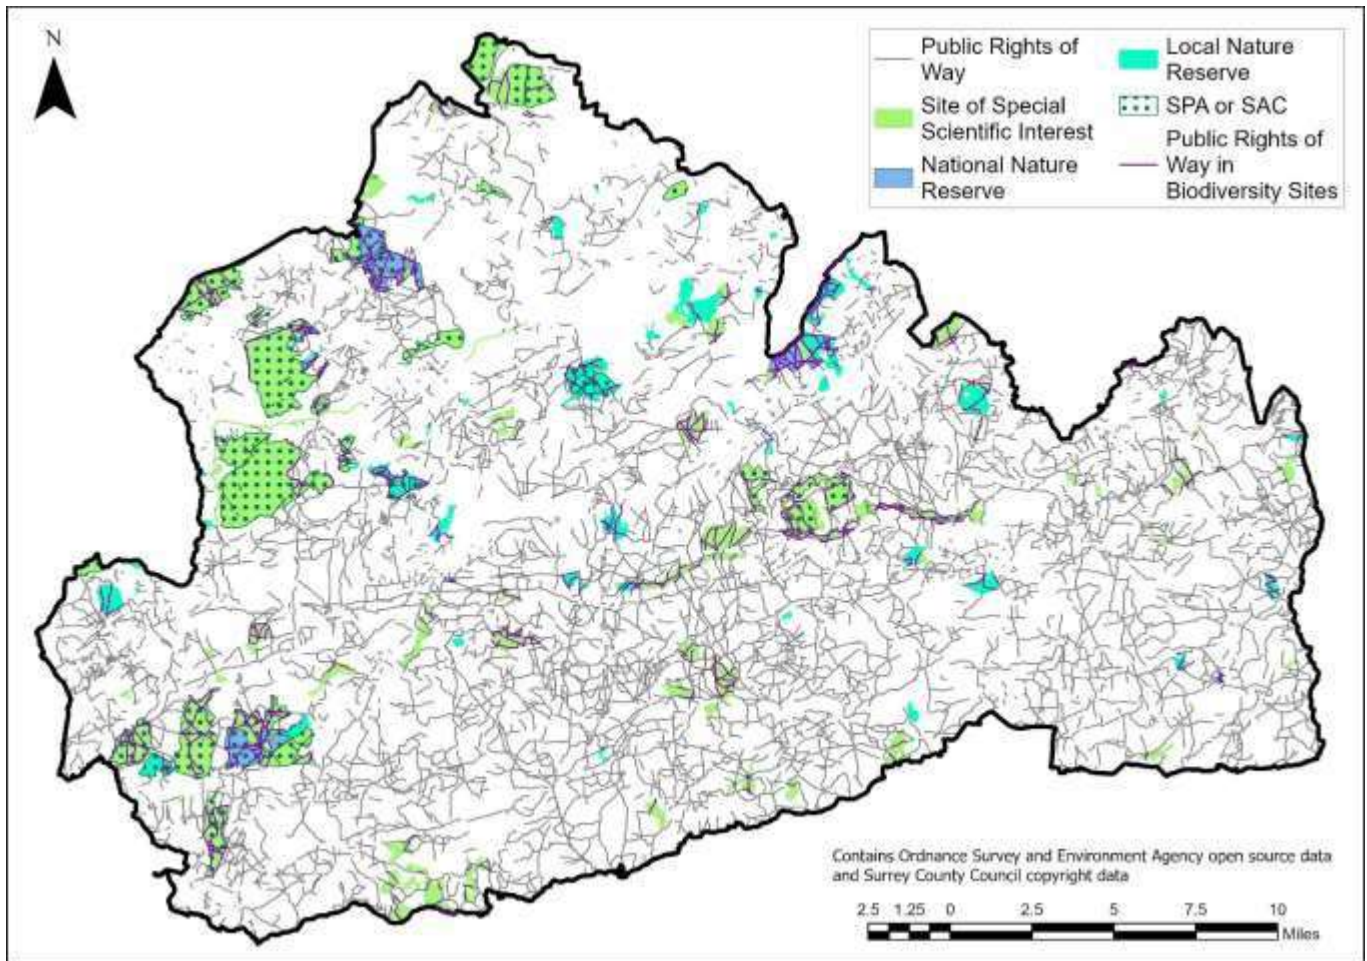 N
Public Rights of
Way
Site of Special
Scientific Interest
National Nature
Reserve
Local Nature
Reserve
SPA or SAC
Public Rights of
Way in
Biodiversity Sites
Contains Ordnance Survey and Environment Agency open source data
and Surrey County Council copyright data
2.5 1.25 0 2.5 5 7.5 10
Miles